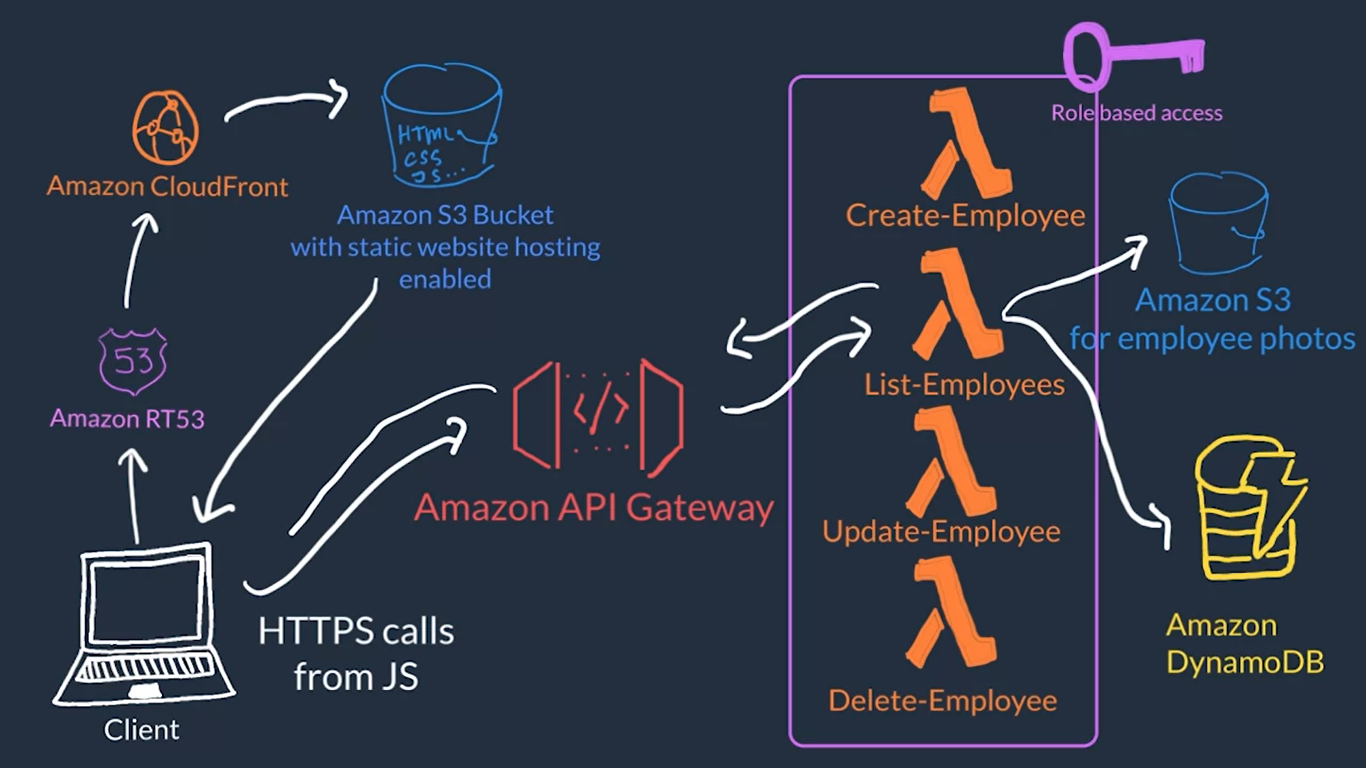 Role based access
HTML
CSS
JS...
Amazon CloudFront
Amazon S3 Bucket
with static website hosting
enabled
Create-Employee
Amazon S3
for employee photos
53
Amazon RT53
</>
Amazon API Gateway
List-Employees
Update-Employee
HTTPS calls
from JS
Client
Amazon
DynamoDB
Delete-Employee